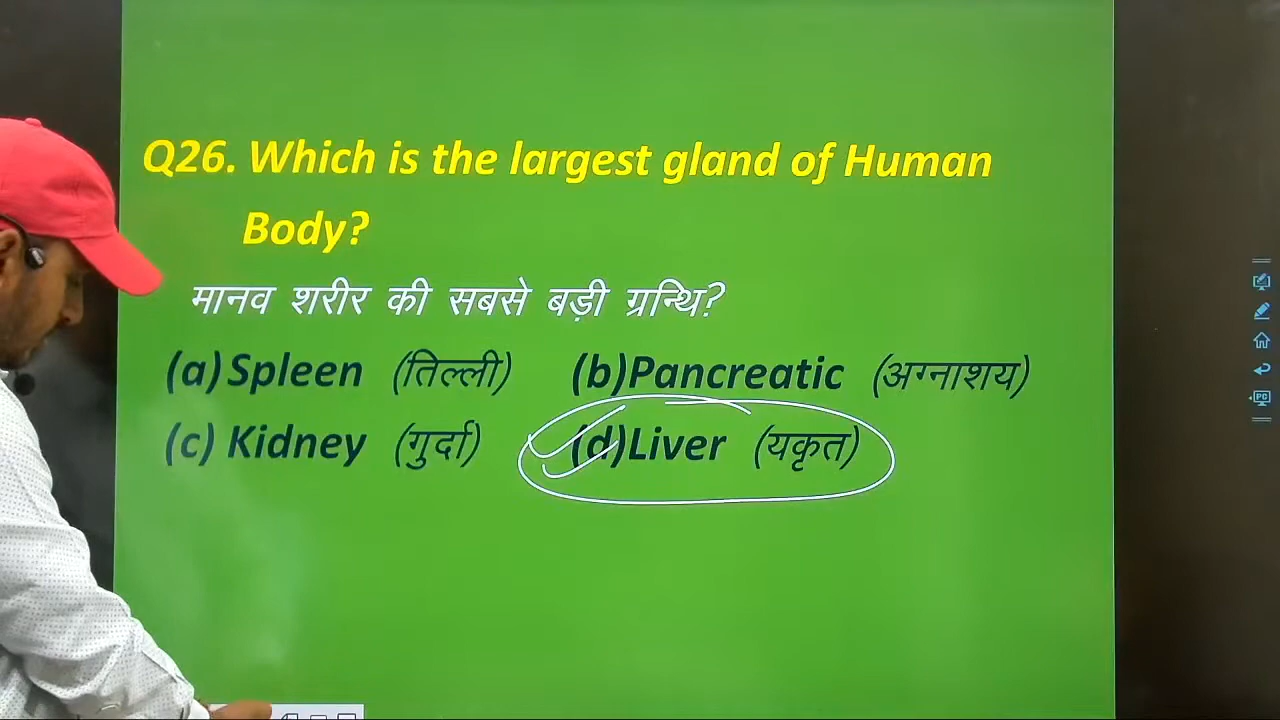 Q26. Which is the largest gland of Human
Body?
मानव शरीर की सबसे बड़ी ग्रन्थि?
(a) Spleen (तिल्ली) (b)Pancreatic (अग्नाशय)
(c) Kidney (गुर्दा) (d)Liver (यकृत)
PC